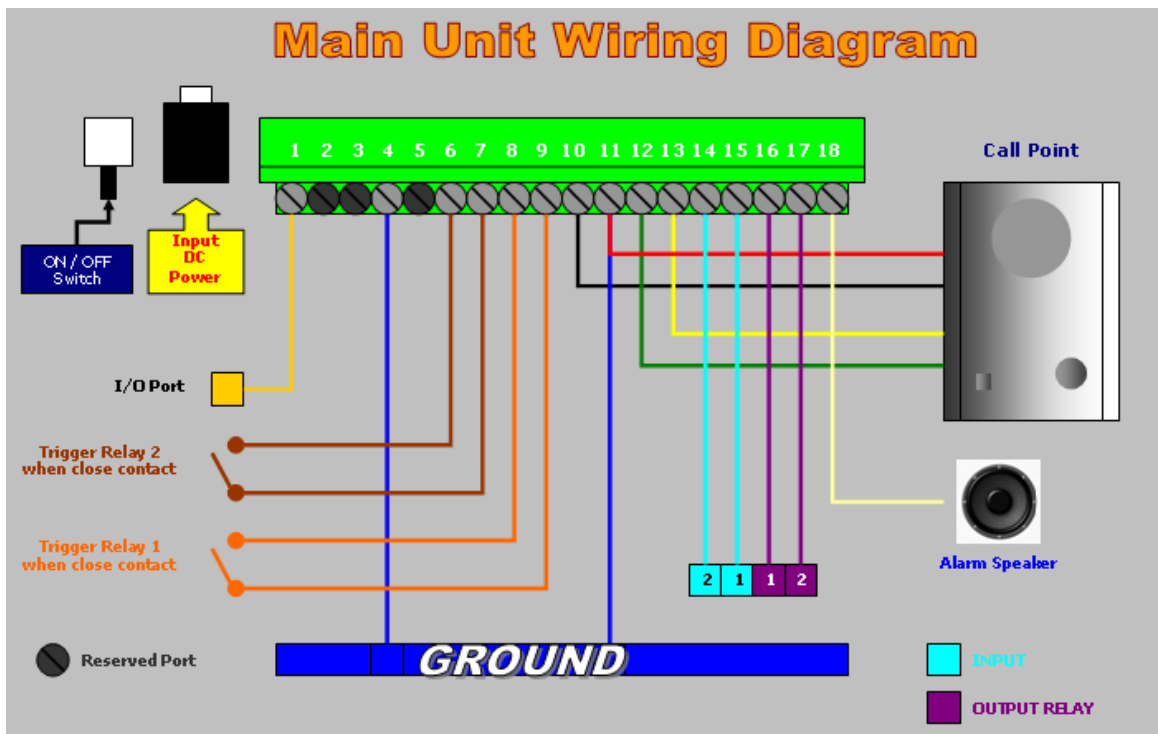 Main Unit Wiring Diagram
1 2 3 4 5 6 7 8 9 10 11 12 13 14 15 16 17 18
Call Point
ON / OFF
Switch
Input
DC
Power
I/O Port
Trigger Relay 2
when close contact
Trigger Relay 1
when close contact
2 1 1 2
Alarm Speaker
Reserved Port
GROUND
INPUT
OUTPUT RELAY